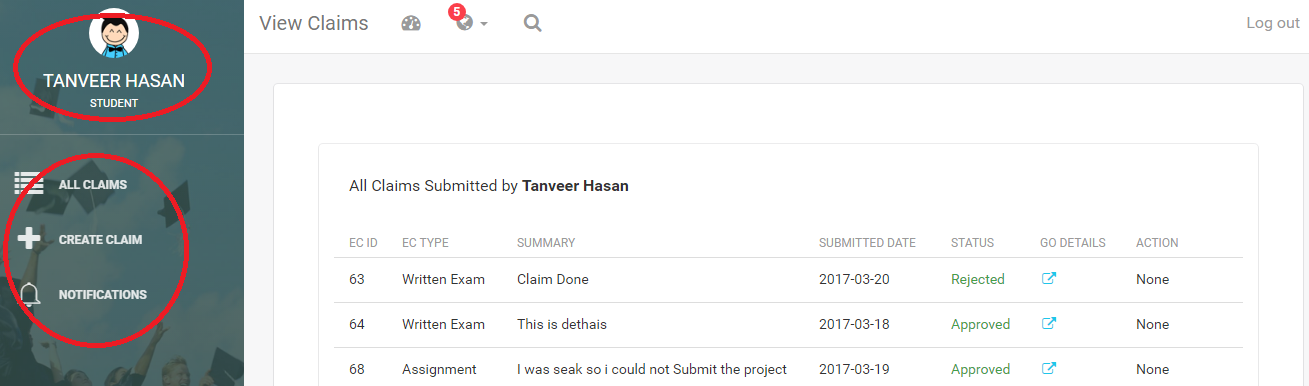 TANVEER HASAN
STUDENT
ALL CLAIMS
CREATE CLAIM
NOTIFICATIONS
View Claims 5 Log out
All Claims Submitted by Tanveer Hasan
EC ID EC TYPE SUMMARY SUBMITTED DATE STATUS GO DETAILS ACTION
63 Written Exam Claim Done 2017-03-20 Rejected None
64 Written Exam This is dethais 2017-03-18 Approved None
68 Assignment I was seak so i could not Submit the project 2017-03-19 Approved None